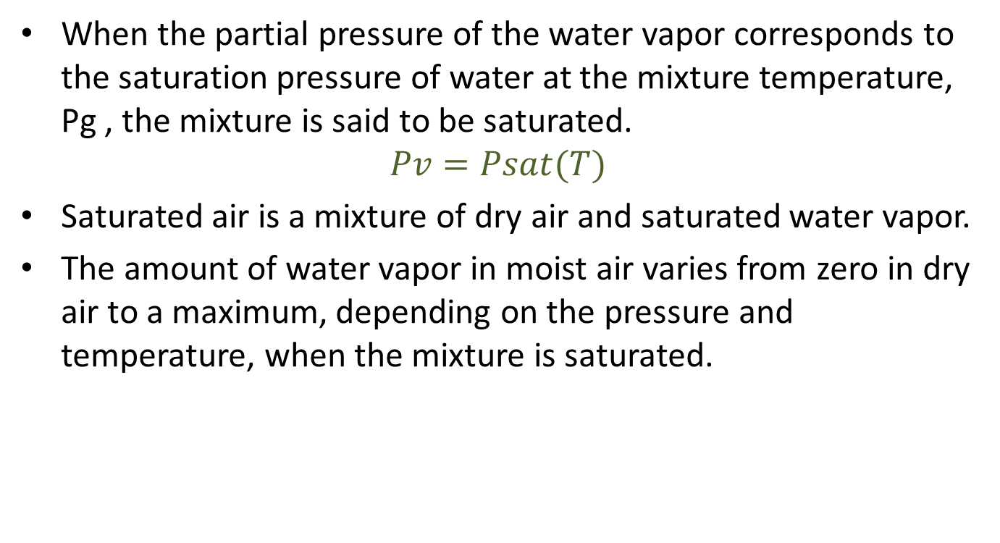 • When the partial pressure of the water vapor corresponds to
the saturation pressure of water at the mixture temperature,
Pg , the mixture is said to be saturated.
Pv = Psat(T)
• Saturated air is a mixture of dry air and saturated water vapor.
• The amount of water vapor in moist air varies from zero in dry
air to a maximum, depending on the pressure and
temperature, when the mixture is saturated.